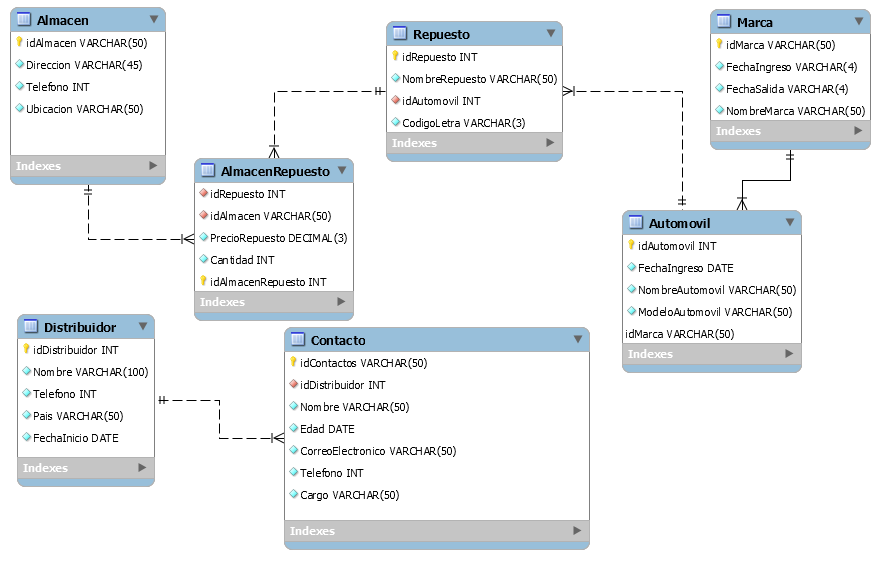 Almacen
idAlmacen VARCHAR(50)
Direccion VARCHAR(45)
Telefono INT
Ubicacion VARCHAR(50)
Indexes
Repuesto
idRepuesto INT
NombreRepuesto VARCHAR(50)
idAutomovil INT
CodigoLetra VARCHAR(3)
Indexes
Marca
idMarca VARCHAR(50)
FechaIngreso VARCHAR(4)
FechaSalida VARCHAR(4)
NombreMarca VARCHAR(50)
Indexes
AlmacenRepuesto
idRepuesto INT
idAlmacen VARCHAR(50)
PrecioRepuesto DECIMAL(3)
Cantidad INT
idAlmacenRepuesto INT
Indexes
Automovil
idAutomovil INT
FechaIngreso DATE
NombreAutomovil VARCHAR(50)
ModeloAutomovil VARCHAR(50)
idMarca VARCHAR(50)
Indexes
Distribuidor
idDistribuidor INT
Nombre VARCHAR(100)
Telefono INT
Pais VARCHAR(50)
FechaInicio DATE
Indexes
Contacto
idContactos VARCHAR(50)
idDistribuidor INT
Nombre VARCHAR(50)
Edad DATE
CorreoElectronico VARCHAR(50)
Telefono INT
Cargo VARCHAR(50)
Indexes